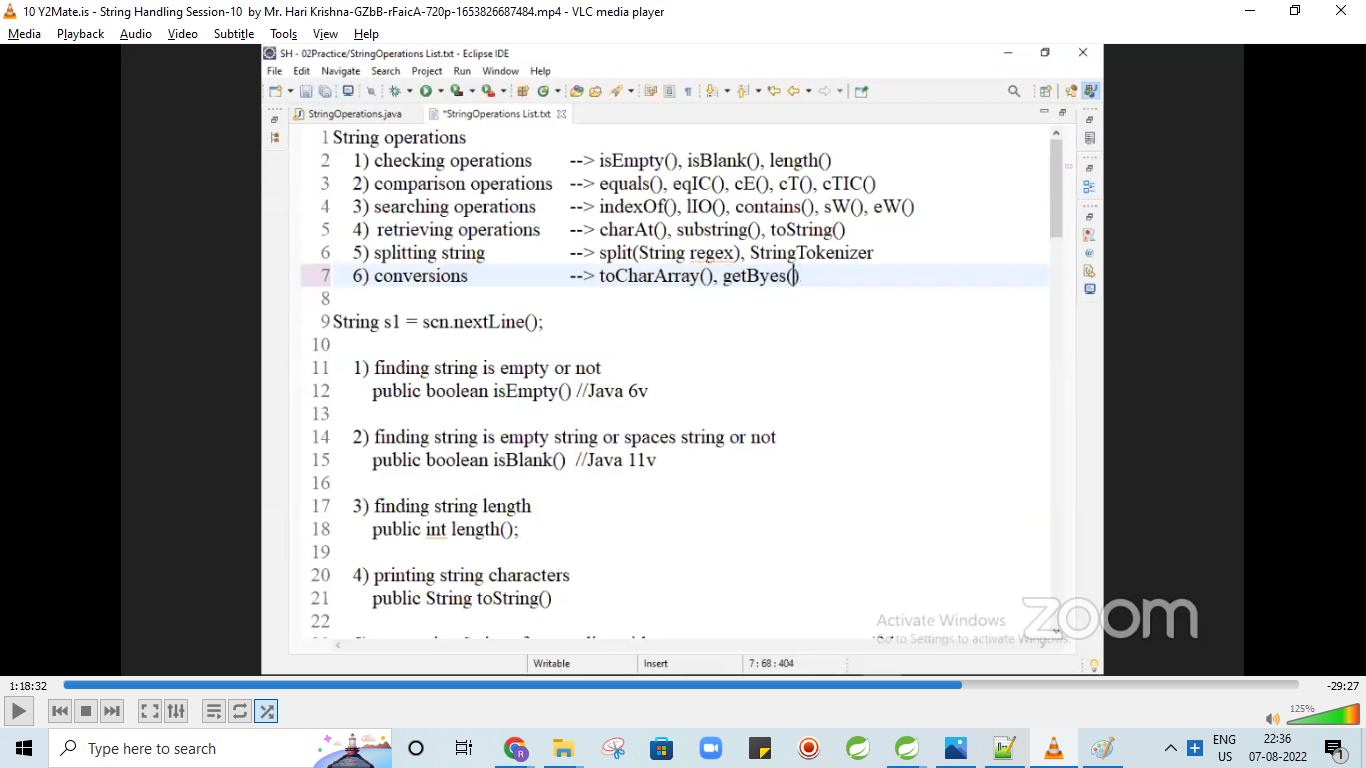 10 Y2Mate.is - String Handling Session-10 by Mr. Hari Krishna-GZbB-rFaicA-720p-1653826687484.mp4 - VLC media player
Media Playback Audio Video Subtitle Tools View Help
SH - 02Practice/StringOperations List.txt - Eclipse IDE
File Edit Navigate Search Project Run Window Help
StringOperations.java *StringOperations List.txt
1 String operations
2 1) checking operations --> isEmpty(), isBlank(), length()
3 2) comparison operations --> equals(), eqIC(), cE(), cT(), cTIC()
4 3) searching operations --> indexOf(), lIO(), contains(), sW(), eW()
5 4) retrieving operations --> charAt(), substring(), toString()
6 5) splitting string --> split(String regex), StringTokenizer
7 6) conversions --> toCharArray(), getByes()
8
9 String s1 = scn.nextLine();
10
11 1) finding string is empty or not
12 public boolean isEmpty() //Java 6v
13
14 2) finding string is empty string or spaces string or not
15 public boolean isBlank() //Java 11v
16
17 3) finding string length
18 public int length();
19
20 4) printing string characters
21 public String toString()
22
Activate Windows
Go to Settings to activate Windows.
zoom
Writable Insert 7 : 68 : 404
1:18:32 -29:27
125%
Type here to search
ENG
US
22:36
07-08-2022
1